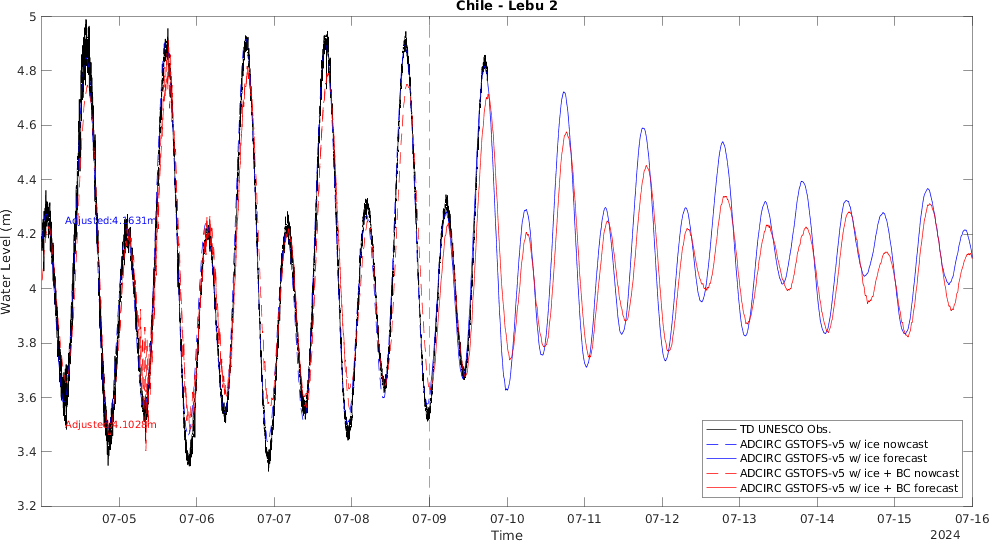 Chile - Lebu 2
Water Level (m)
5
4.8
4.6
4.4
4.2
4
3.8
3.6
3.4
3.2
Adjusted:4.1631m
Adjusted:4.1028m
TD UNESCO Obs.
ADCIRC GSTOFS-v5 w/ ice nowcast
ADCIRC GSTOFS-v5 w/ ice forecast
ADCIRC GSTOFS-v5 w/ ice + BC nowcast
ADCIRC GSTOFS-v5 w/ ice + BC forecast
07-05 07-06 07-07 07-08 07-09 07-10 07-11 07-12 07-13 07-14 07-15 07-16
Time
2024